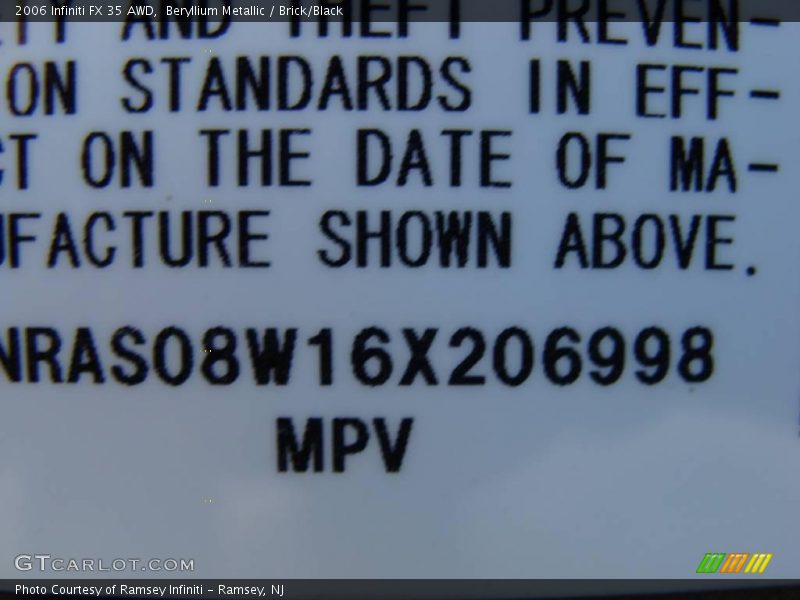 2006 Infiniti FX 35 AWD, Beryllium Metallic / Brick/Black
AND THEFT PREVEN-
ON STANDARDS IN EFF-
CT ON THE DATE OF MA-
UFACTURE SHOWN ABOVE.
NRAS08W16X206998
MPV
GTCARLOT.COM
Photo Courtesy of Ramsey Infiniti - Ramsey, NJ